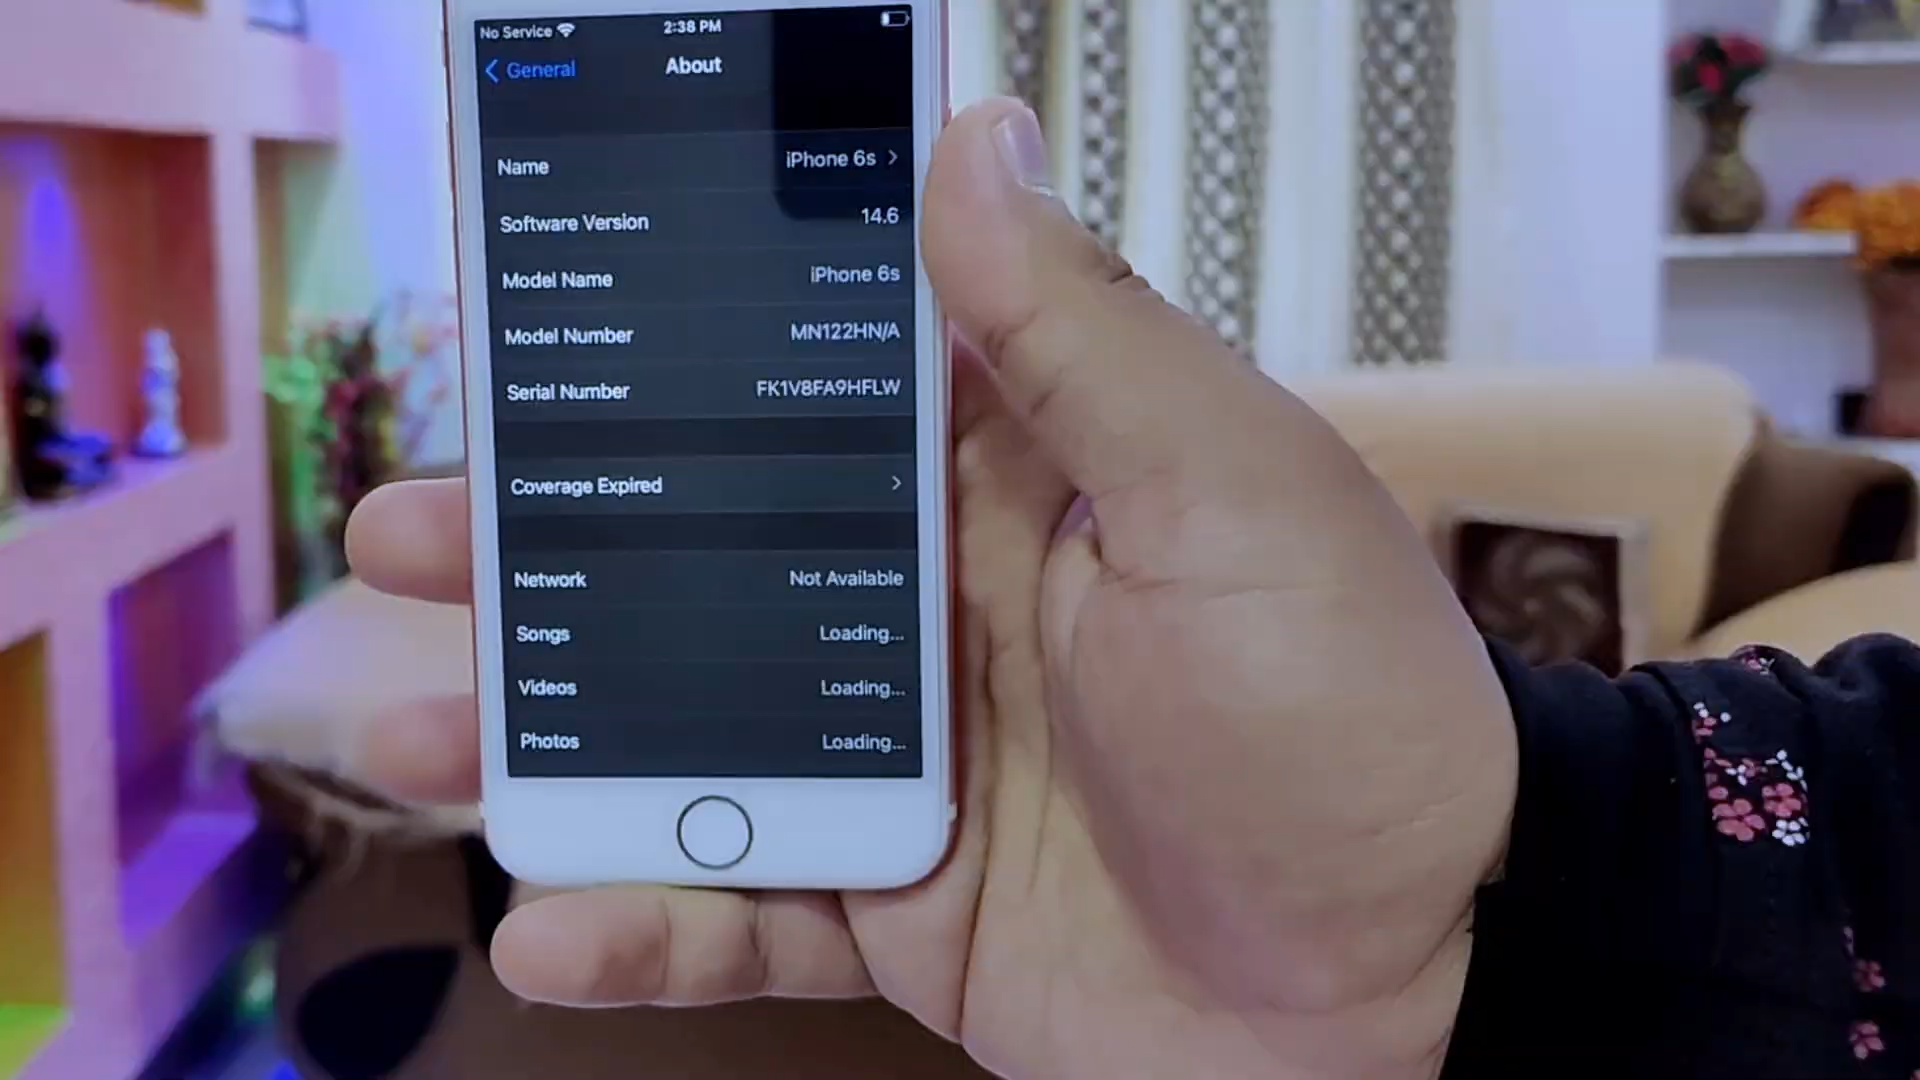 No Service 2:38 PM
General About
Name iPhone 6s
Software Version 14.6
Model Name iPhone 6s
Model Number MN122HN/A
Serial Number FK1V8FA9HFLW
Coverage Expired
Network Not Available
Songs Loading...
Videos Loading...
Photos Loading...